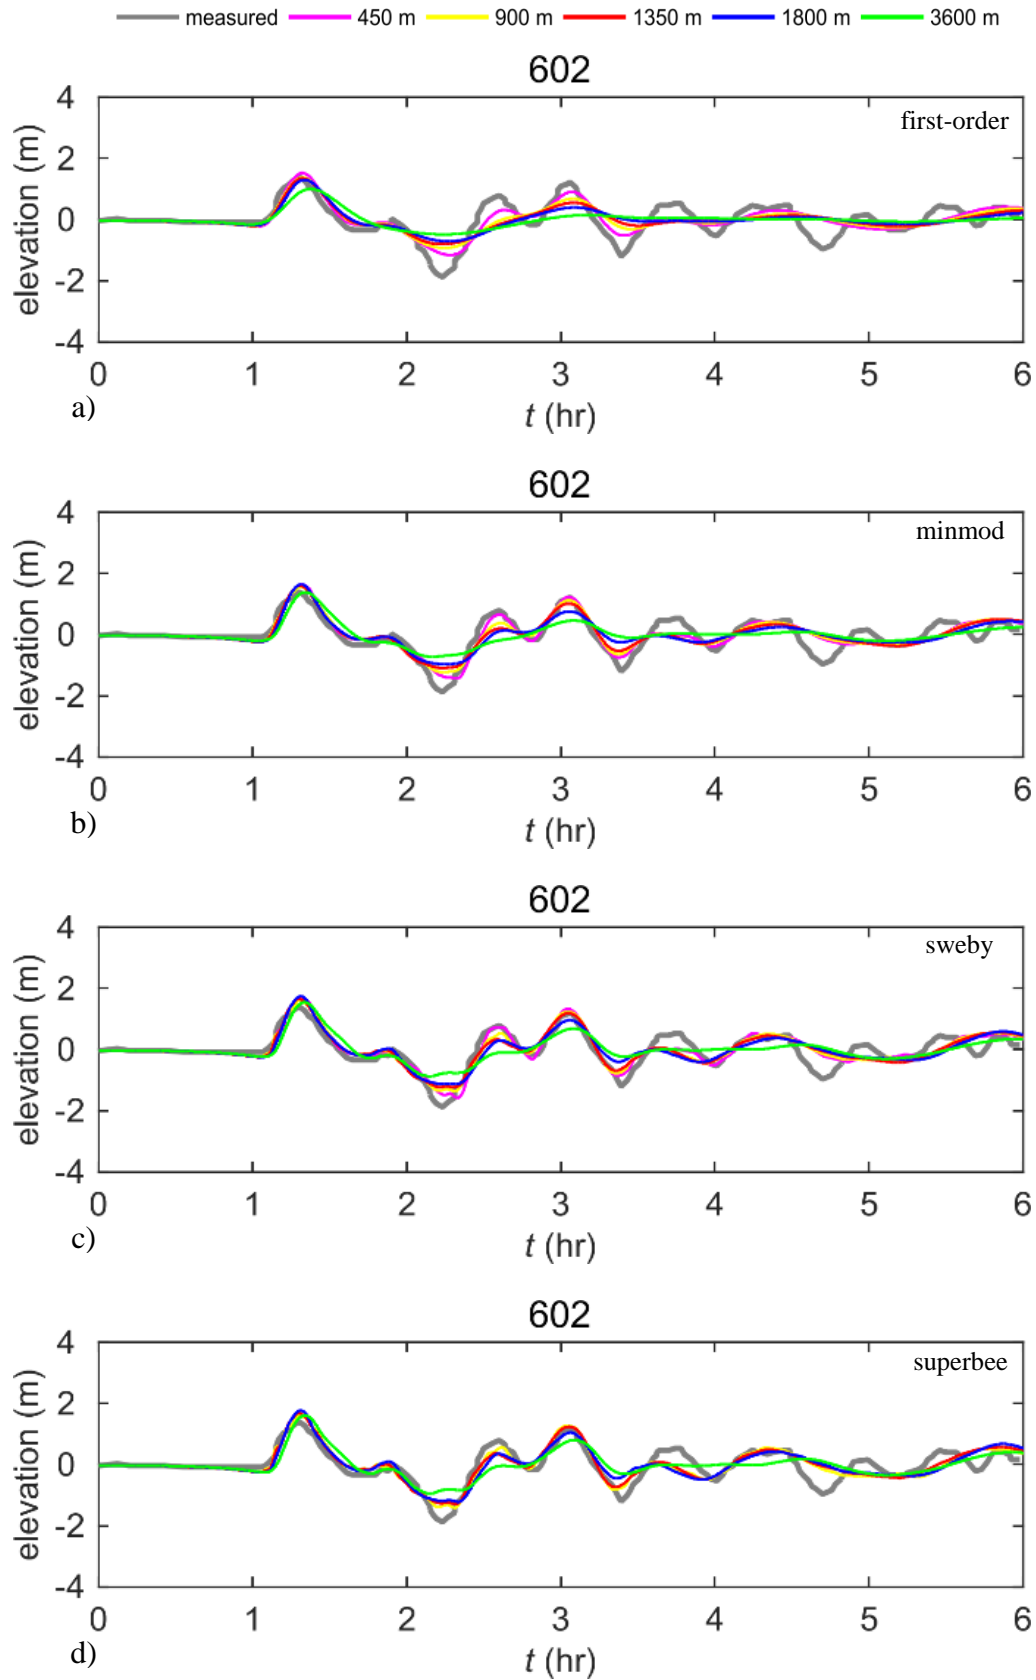 measured 450 m 900 m 1350 m 1800 m 3600 m
602
first-order
elevation (m)
4
2
0
-2
-4
0 1 2 3 4 5 6
t (hr)
a)
602
minmod
elevation (m)
4
2
0
-2
-4
0 1 2 3 4 5 6
t (hr)
b)
602
sweby
elevation (m)
4
2
0
-2
-4
0 1 2 3 4 5 6
t (hr)
c)
602
superbee
elevation (m)
4
2
0
-2
-4
0 1 2 3 4 5 6
t (hr)
d)